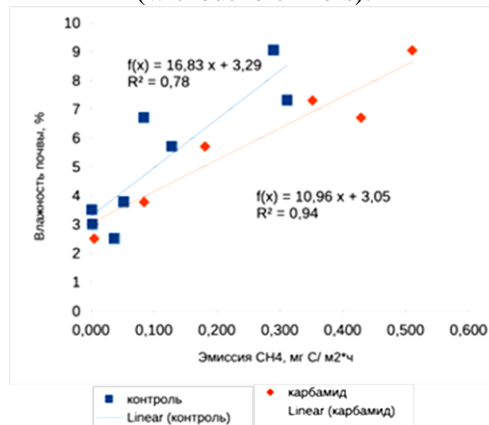 10
9
8
7
6
5
4
3
2
1
0
Влажность почвы, %
f(x) = 16,83 x + 3,29
R² = 0,78
f(x) = 10,96 x + 3,05
R² = 0,94
0,000 0,100 0,200 0,300 0,400 0,500 0,600
Эмиссия CH4, мг C/ м2*ч
контроль
Linear (контроль)
карбамид
Linear (карбамид)